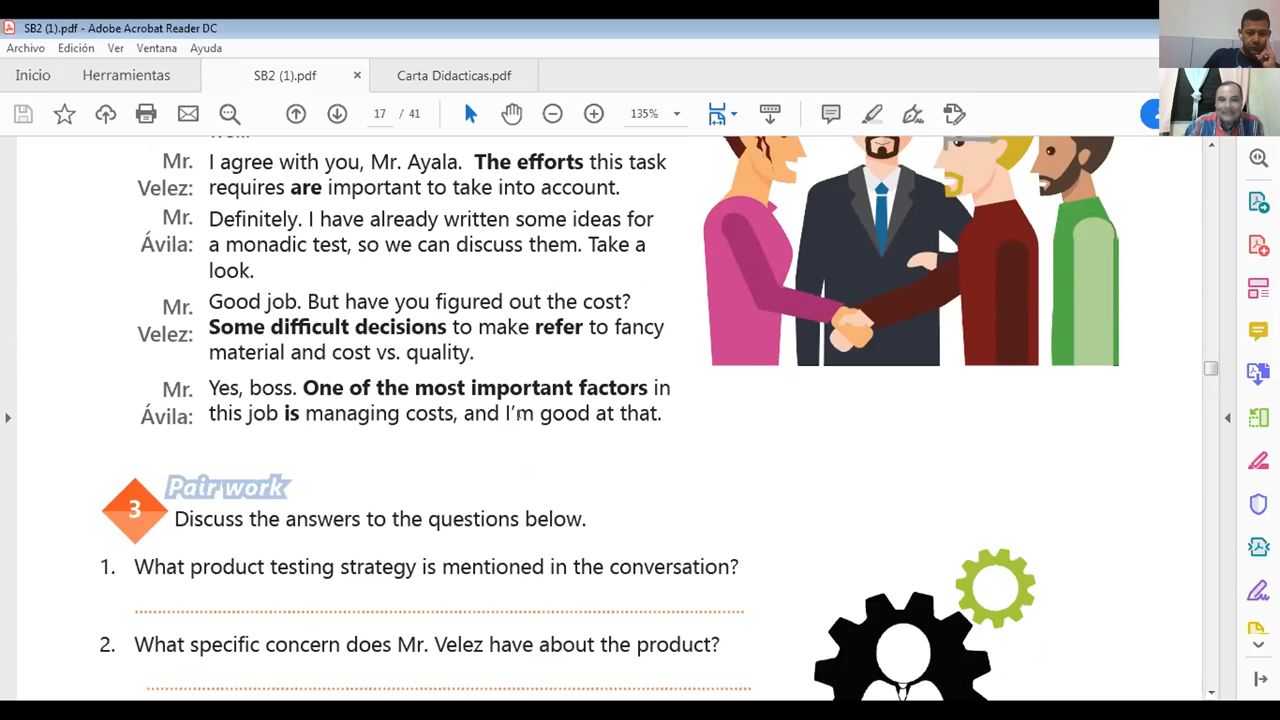 SB2 (1).pdf - Adobe Acrobat Reader DC
Archivo Edición Ver Ventana Ayuda
Inicio Herramientas SB2 (1).pdf × Carta Didacticas.pdf
17 / 41 135%
Mr. I agree with you, Mr. Ayala. The efforts this task
Velez: requires are important to take into account.
Mr. Definitely. I have already written some ideas for
Ávila: a monadic test, so we can discuss them. Take a
look.
Mr. Good job. But have you figured out the cost?
Velez: Some difficult decisions to make refer to fancy
material and cost vs. quality.
Mr. Yes, boss. One of the most important factors in
Ávila: this job is managing costs, and I'm good at that.
Pair work
3 Discuss the answers to the questions below.
1. What product testing strategy is mentioned in the conversation?
2. What specific concern does Mr. Velez have about the product?